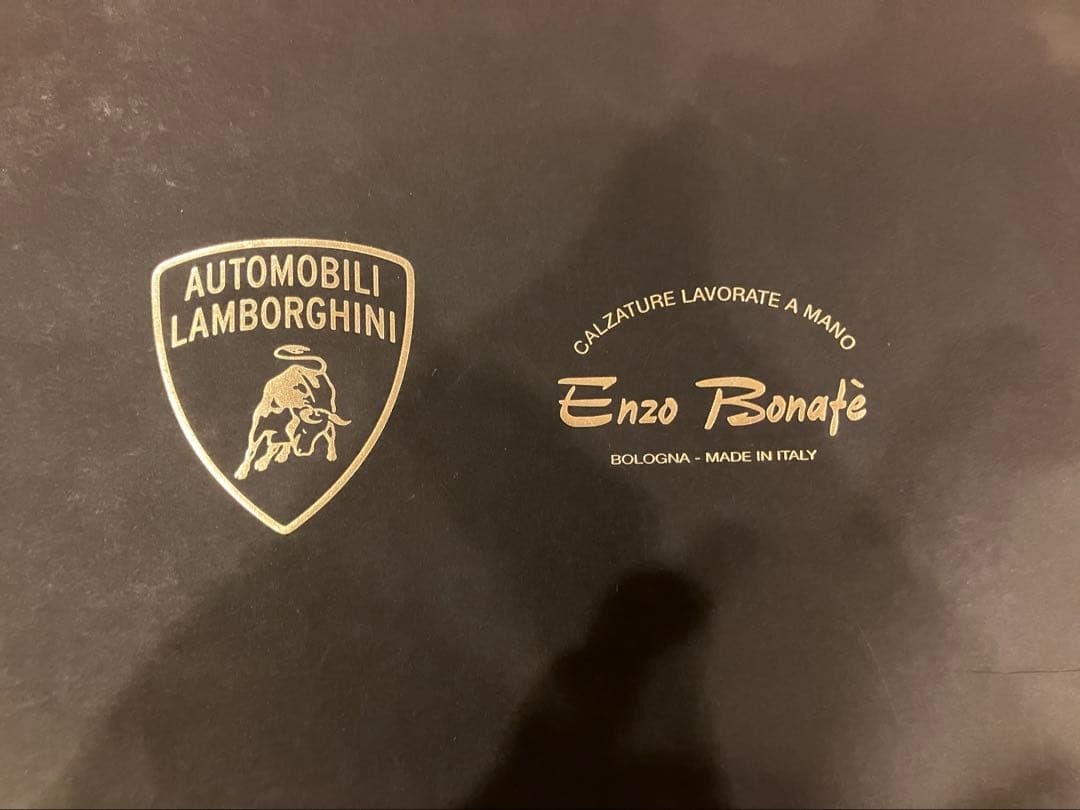 AUTOMOBILI
LAMBORGHINI
CALZATURE LAVORATE A MANO
Enzo Bonafè
BOLOGNA - MADE IN ITALY